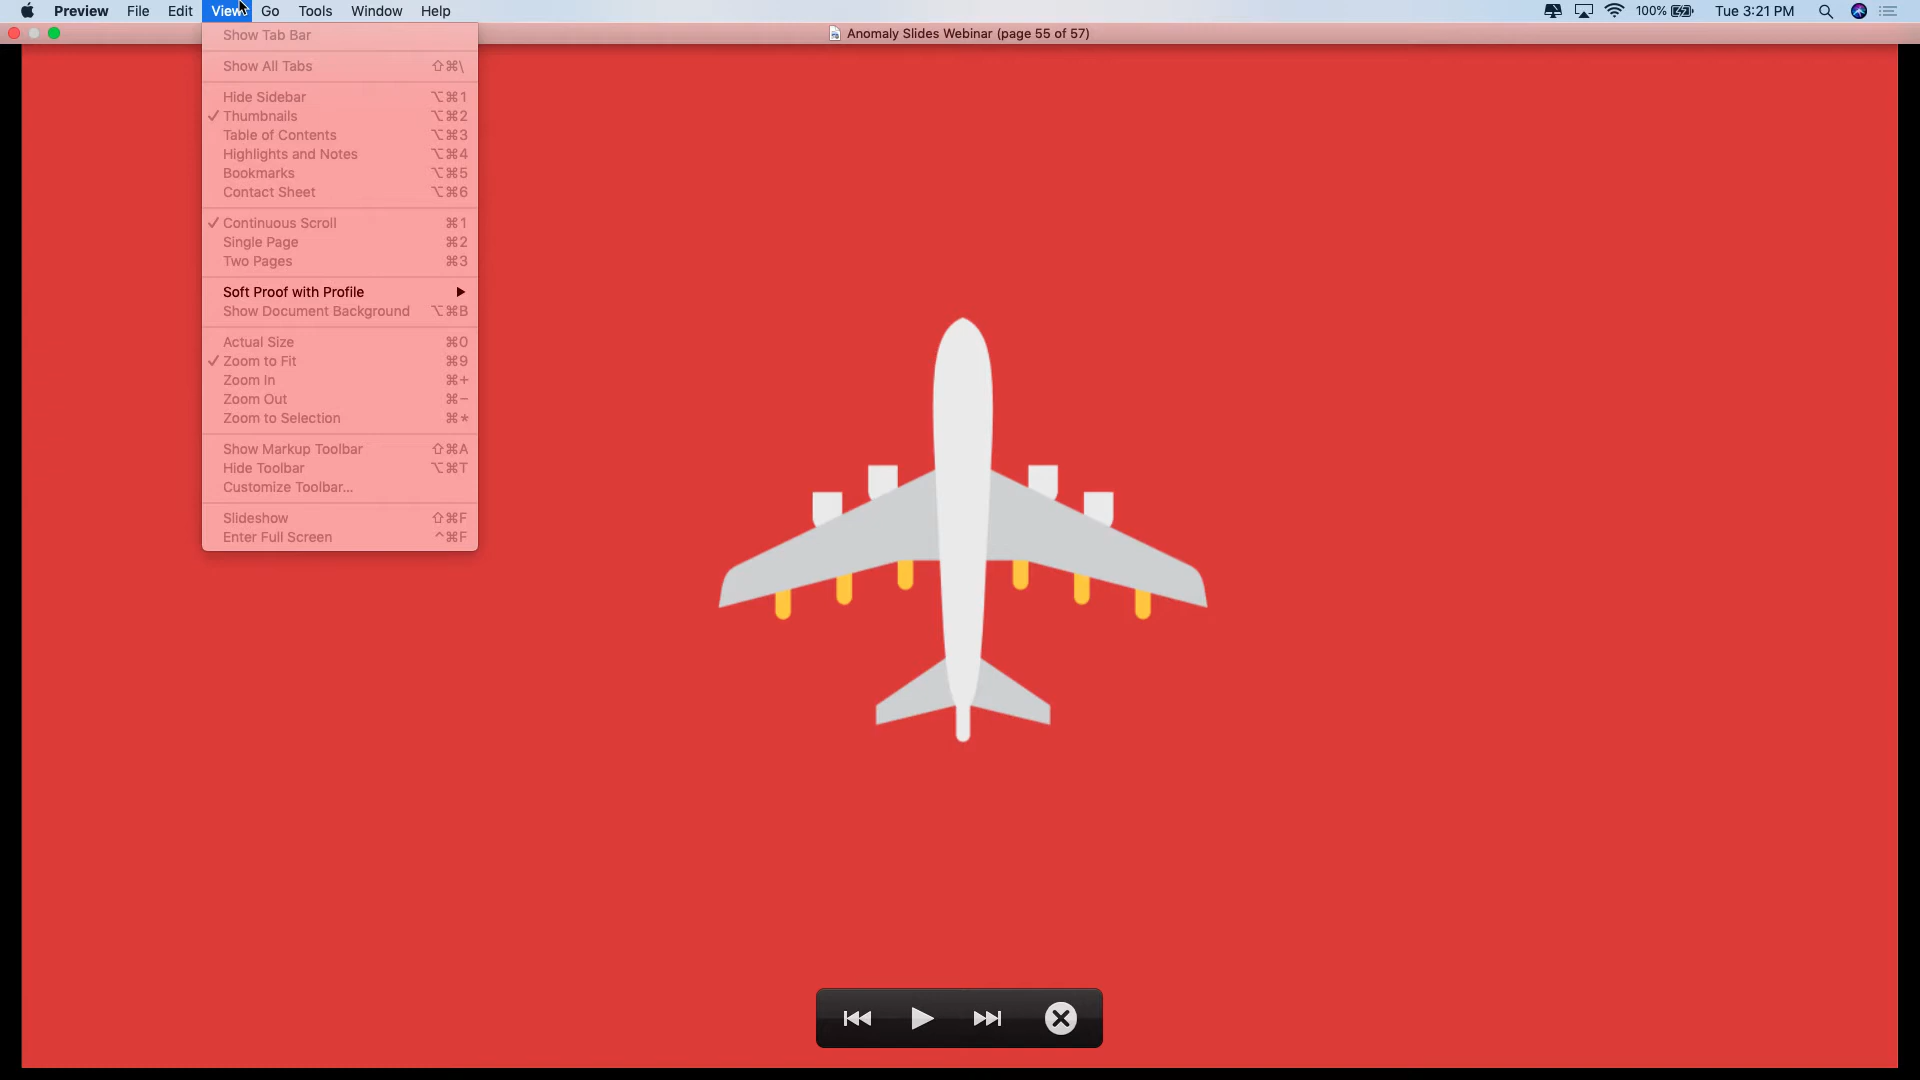 Preview File Edit View Go Tools Window Help 100% Tue 3:21 PM
Anomaly Slides Webinar (page 55 of 57)
Show Tab Bar
Show All Tabs ⇧⌘\
Hide Sidebar ⌥⌘1
✓ Thumbnails ⌥⌘2
Table of Contents ⌥⌘3
Highlights and Notes ⌥⌘4
Bookmarks ⌥⌘5
Contact Sheet ⌥⌘6
✓ Continuous Scroll ⌘1
Single Page ⌘2
Two Pages ⌘3
Soft Proof with Profile ▶
Show Document Background ⌥⌘B
Actual Size ⌘0
✓ Zoom to Fit ⌘9
Zoom In ⌘+
Zoom Out ⌘−
Zoom to Selection ⌘*
Show Markup Toolbar ⇧⌘A
Hide Toolbar ⌥⌘T
Customize Toolbar...
Slideshow ⇧⌘F
Enter Full Screen ^⌘F